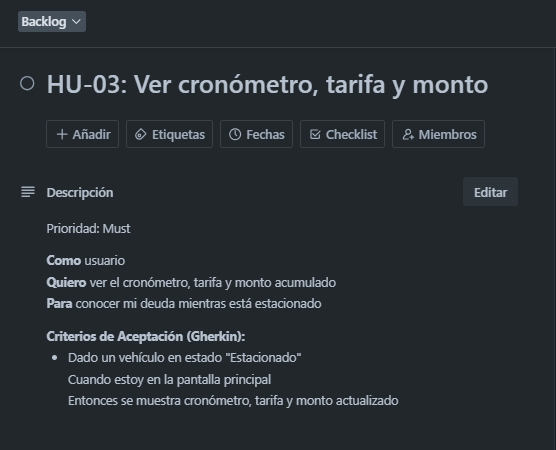 Backlog
HU-03: Ver cronómetro, tarifa y monto
Añadir
Etiquetas
Fechas
Checklist
Miembros
Descripción
Editar
Prioridad: Must
Como usuario
Quiero ver el cronómetro, tarifa y monto acumulado
Para conocer mi deuda mientras está estacionado
Criterios de Aceptación (Gherkin):
Dado un vehículo en estado "Estacionado"
Cuando estoy en la pantalla principal
Entonces se muestra cronómetro, tarifa y monto actualizado